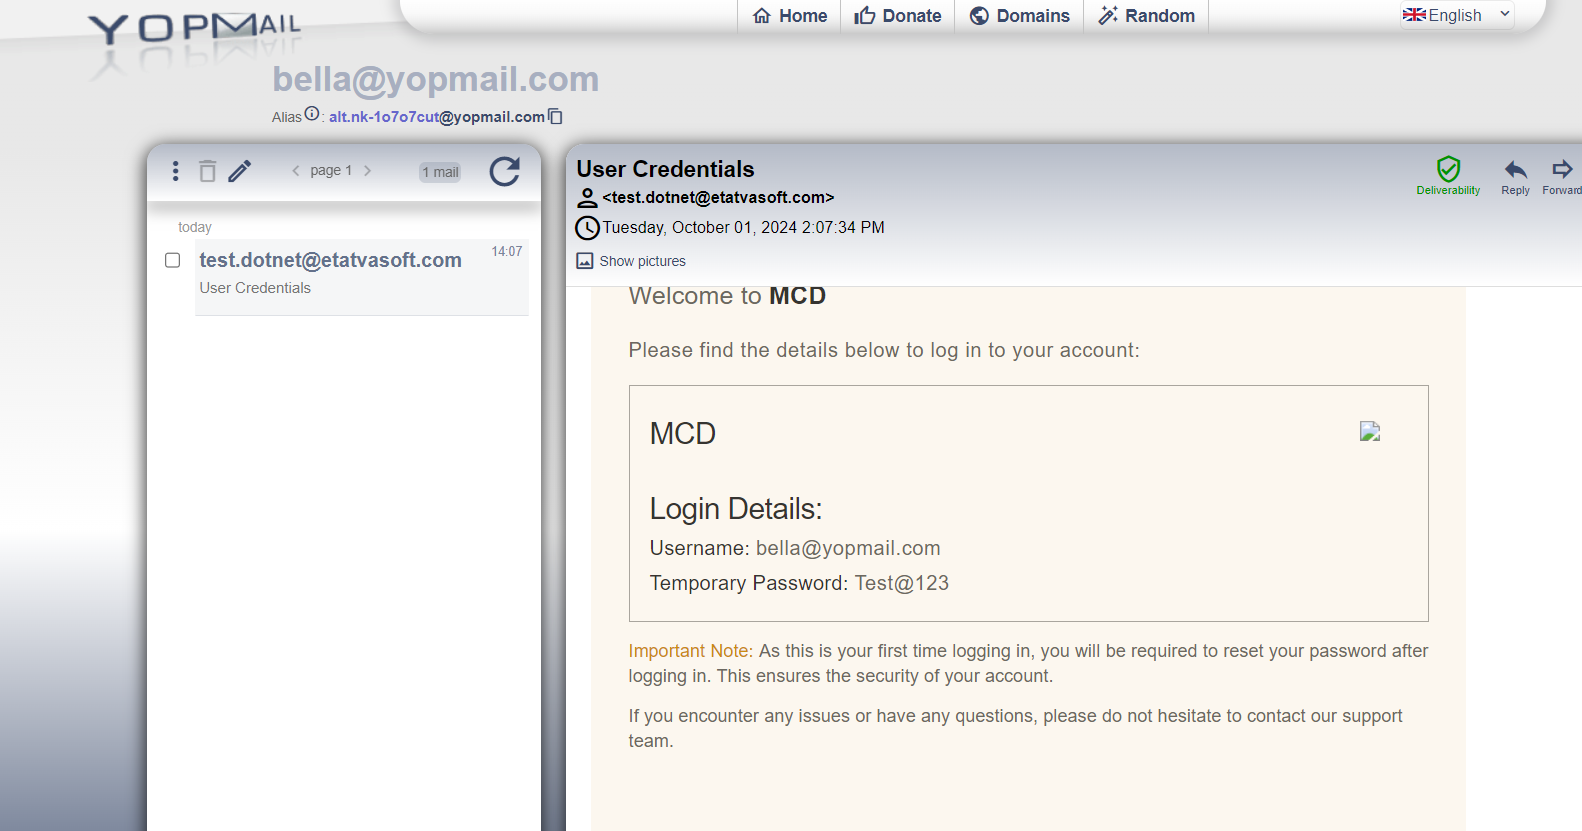 YOPMAIL
Home
Donate
Domains
Random
English
bella@yopmail.com
Alias : alt.nk-1o7o7cut@yopmail.com
page 1
1 mail
today
test.dotnet@etatvasoft.com
14:07
User Credentials
User Credentials
<test.dotnet@etatvasoft.com>
Tuesday, October 01, 2024 2:07:34 PM
Show pictures
Deliverability
Reply
Forward
Welcome to MCD
Please find the details below to log in to your account:
MCD
Login Details:
Username: bella@yopmail.com
Temporary Password: Test@123
Important Note: As this is your first time logging in, you will be required to reset your password after
logging in. This ensures the security of your account.
If you encounter any issues or have any questions, please do not hesitate to contact our support
team.